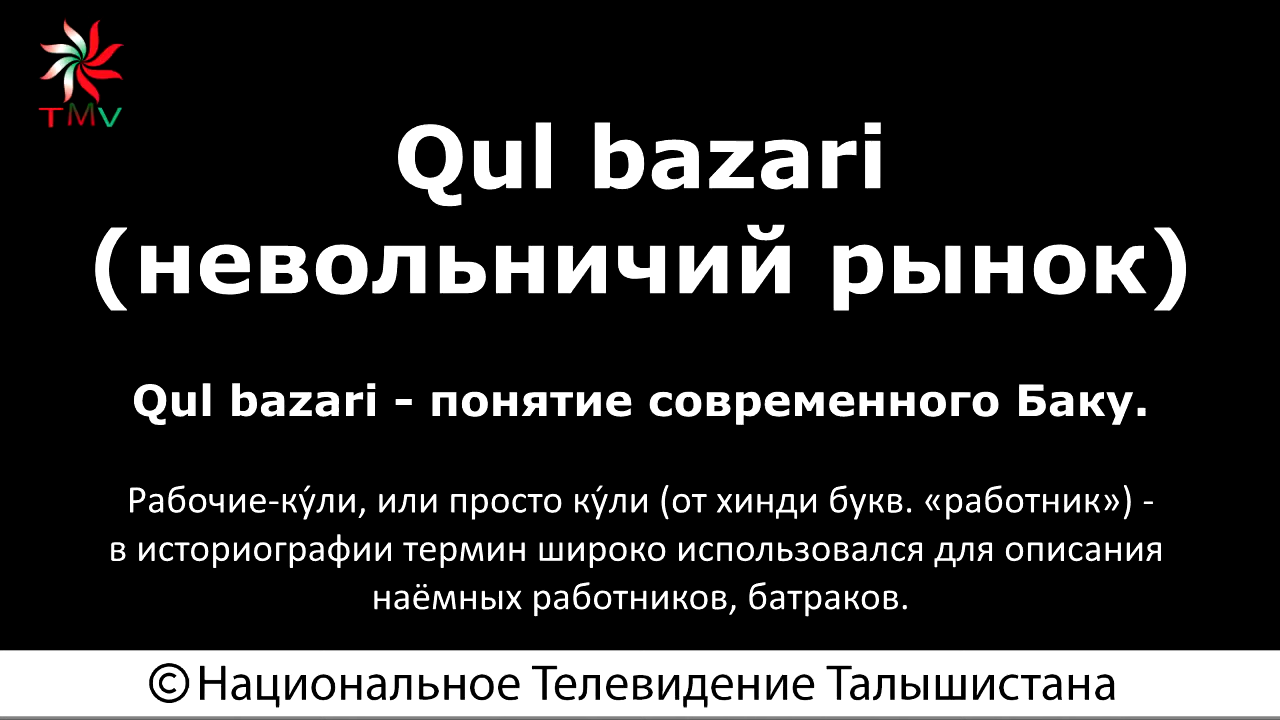 TMV
Qul bazari
(невольничий рынок)
Qul bazari - понятие современного Баку.
Рабочие-ку́ли, или просто ку́ли (от хинди букв. «работник») -
в историографии термин широко использовался для описания
наёмных работников, батраков.
©Национальное Телевидение Талышистана